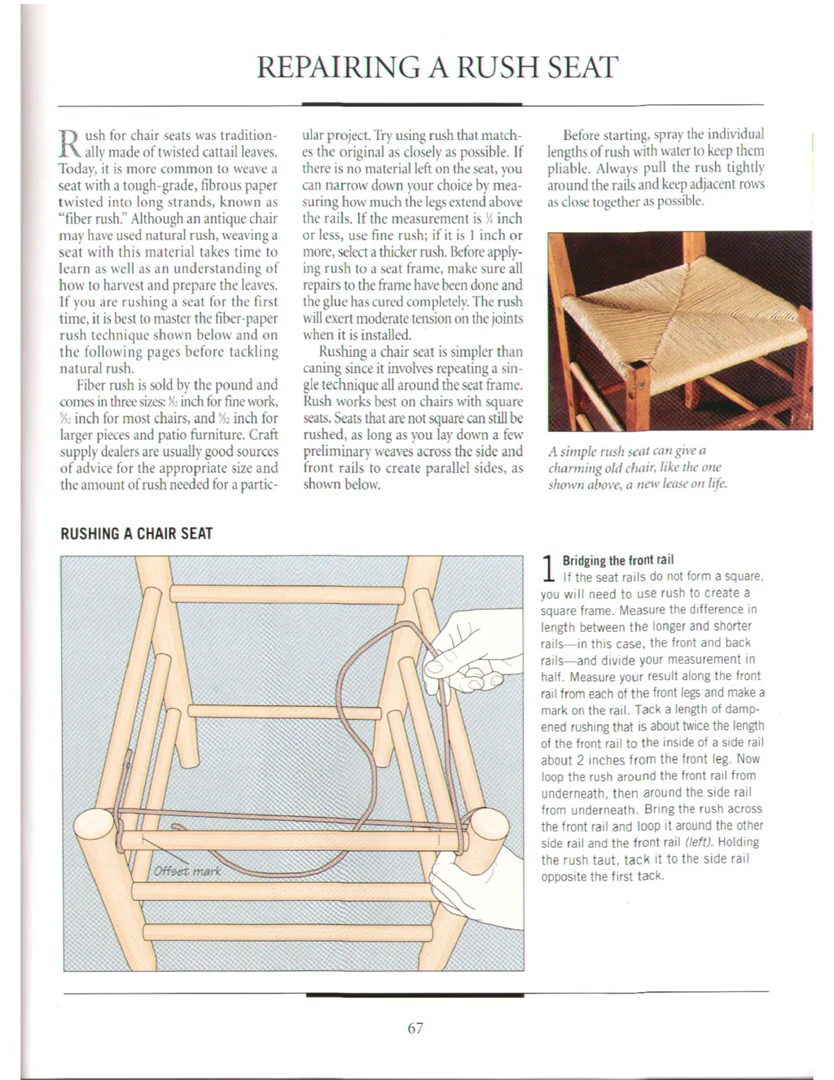 REPAIRING A RUSH SEAT
Rush for chair seats was tradition-
ally made of twisted cattail leaves.
Today, it is more common to weave a
seat with a tough-grade, fibrous paper
twisted into long strands, known as
“fiber rush.” Although an antique chair
may have used natural rush, weaving a
seat with this material takes time to
learn as well as an understanding of
how to harvest and prepare the leaves.
If you are rushing a seat for the first
time, it is best to master the fiber-paper
rush technique shown below and on
the following pages before tackling
natural rush.
Fiber rush is sold by the pound and
comes in three sizes: inch for fine work,
inch for most chairs, and inch for
larger pieces and patio furniture. Craft
supply dealers are usually good sources
of advice for the appropriate size and
the amount of rush needed for a partic-
ular project. Try using rush that match-
es the original as closely as possible. If
there is no material left on the seat, you
can narrow down your choice by mea-
suring how much the legs extend above
the rails. If the measurement is inch
or less, use fine rush; if it is 1 inch or
more, select a thicker rush. Before apply-
ing rush to a seat frame, make sure all
repairs to the frame have been done and
the glue has cured completely. The rush
will exert moderate tension on the joints
when it is installed.
Rushing a chair seat is simpler than
caning since it involves repeating a sin-
gle technique all around the seat frame.
Rush works best on chairs with square
seats. Seats that are not square can still be
rushed, as long as you lay down a few
preliminary weaves across the side and
front rails to create parallel sides, as
shown below.
Before starting, spray the individual
lengths of rush with water to keep them
pliable. Always pull the rush tightly
around the rails and keep adjacent rows
as close together as possible.
A simple rush seat can give a
charming old chair, like the one
shown above, a new lease on life.
RUSHING A CHAIR SEAT
Offset mark
1 Bridging the front rail
If the seat rails do not form a square,
you will need to use rush to create a
square frame. Measure the difference in
length between the longer and shorter
rails—in this case, the front and back
rails—and divide your measurement in
half. Measure your result along the front
rail from each of the front legs and make a
mark on the rail. Tack a length of damp-
ened rushing that is about twice the length
of the front rail to the inside of a side rail
about 2 inches from the front leg. Now
loop the rush around the front rail from
underneath, then around the side rail
from underneath. Bring the rush across
the front rail and loop it around the other
side rail and the front rail (left). Holding
the rush taut, tack it to the side rail
opposite the first tack.
67